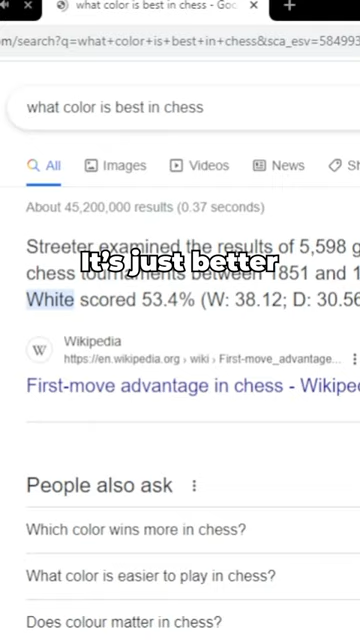 what color is best in chess - Goo
om/search?q=what+color+is+best+in+chess&sca_esv=584993
what color is best in chess
All Images Videos News Sh
About 45,200,000 results (0.37 seconds)
Streeter examined the results of 5,598 g
It's just better
chess tournaments between 1851 and 1
White scored 53.4% (W: 38.12; D: 30.56
W
Wikipedia
https://en.wikipedia.org › wiki › First-move_advantage...
First-move advantage in chess - Wikipe
People also ask
Which color wins more in chess?
What color is easier to play in chess?
Does colour matter in chess?